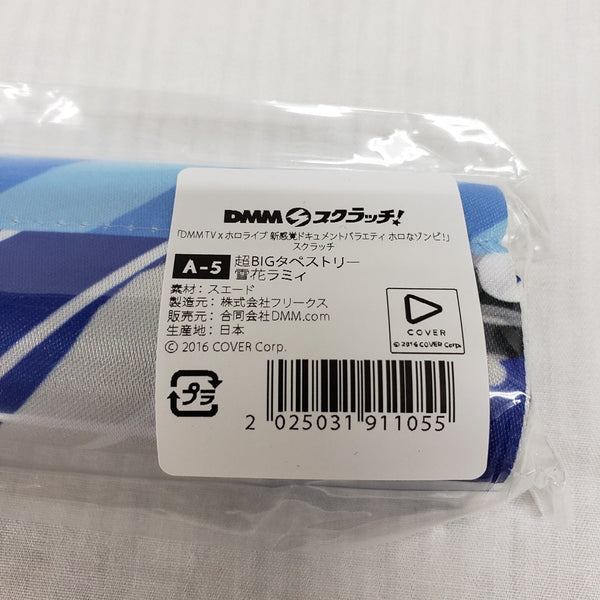 DMMスクラッチ!
「DMM TV x ホロライブ 新感覚ドキュメントバラエティ ホロなゾンビ!」
スクラッチ
A-5 超BIGタペストリー
雪花ラミィ
素材：スエード
製造元：株式会社フリークス
販売元：合同会社DMM.com
生産地：日本
© 2016 COVER Corp.
COVER
© 2016 COVER Corp.
プラ
2 025031 911055